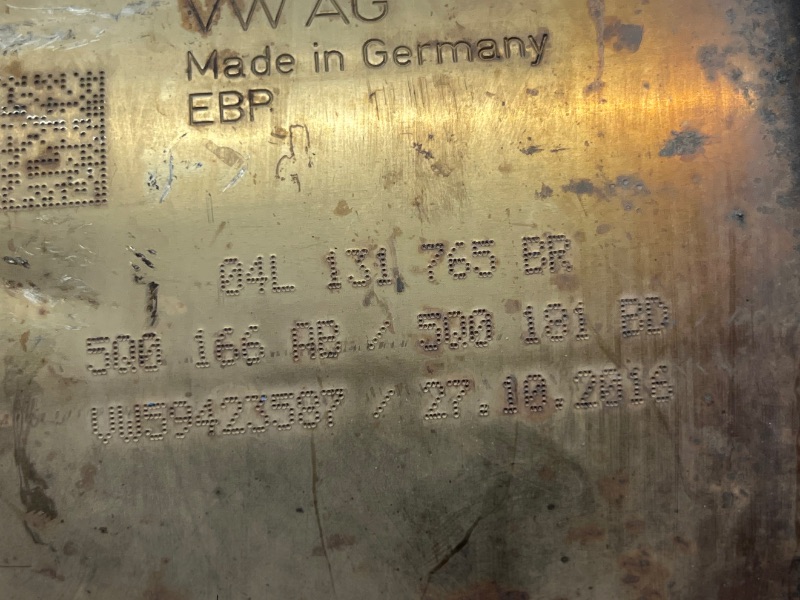 VW AG
Made in Germany
EBP
04L 131 765 BR
5Q0 166 AB / 5Q0 181 BD
VW59423587 / 27.10.2016